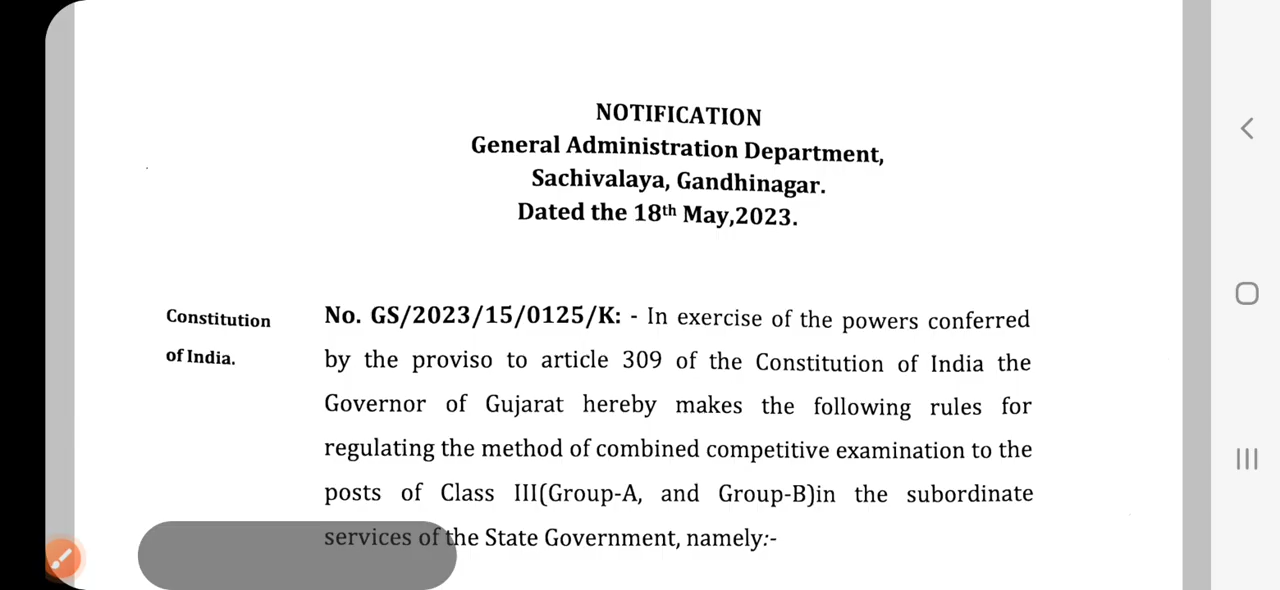 NOTIFICATION
General Administration Department,
Sachivalaya, Gandhinagar.
Dated the 18th May,2023.
Constitution
of India.
No. GS/2023/15/0125/K: - In exercise of the powers conferred
by the proviso to article 309 of the Constitution of India the
Governor of Gujarat hereby makes the following rules for
regulating the method of combined competitive examination to the
posts of Class III(Group-A, and Group-B)in the subordinate
services of the State Government, namely:-